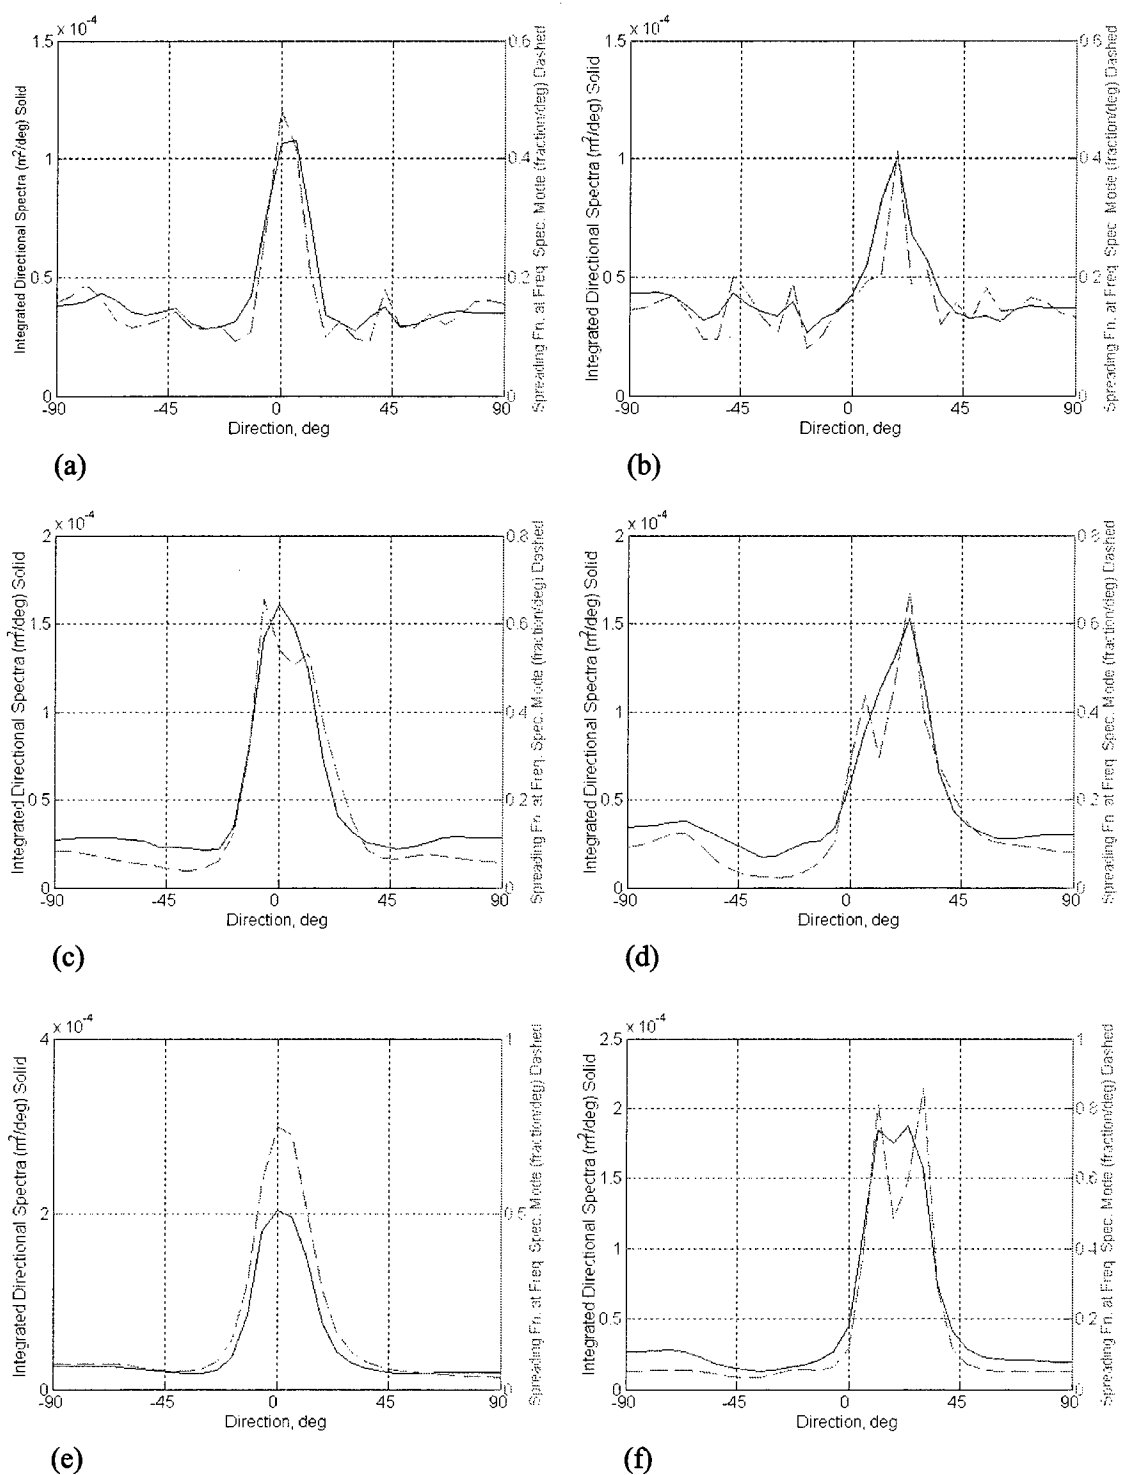 x 10^-4
1.5
1
0.5
0
-90
-45
0
45
90
0.6
0.4
0.2
0
Direction, deg
Integrated Directional Spectra (m^2/deg) Solid
Spreading Fn. at Freq. Spec. Mode (fraction/deg) Dashed
(a)
x 10^-4
1.5
1
0.5
0
-90
-45
0
45
90
0.6
0.4
0.2
0
Direction, deg
Integrated Directional Spectra (m^2/deg) Solid
Spreading Fn. at Freq. Spec. Mode (fraction/deg) Dashed
(b)
x 10^-4
2
1.5
1
0.5
0
-90
-45
0
45
90
0.8
0.6
0.4
0.2
0
Direction, deg
Integrated Directional Spectra (m^2/deg) Solid
Spreading Fn. at Freq. Spec. Mode (fraction/deg) Dashed
(c)
x 10^-4
2
1.5
1
0.5
0
-90
-45
0
45
90
0.8
0.6
0.4
0.2
0
Direction, deg
Integrated Directional Spectra (m^2/deg) Solid
Spreading Fn. at Freq. Spec. Mode (fraction/deg) Dashed
(d)
x 10^-4
4
2
0
-90
-45
0
45
90
1
0.5
0
Direction, deg
Integrated Directional Spectra (m^2/deg) Solid
Spreading Fn. at Freq. Spec. Mode (fraction/deg) Dashed
(e)
x 10^-4
2.5
2
1.5
1
0.5
0
-90
-45
0
45
90
1
0.8
0.6
0.4
0.2
0
Direction, deg
Integrated Directional Spectra (m^2/deg) Solid
Spreading Fn. at Freq. Spec. Mode (fraction/deg) Dashed
(f)